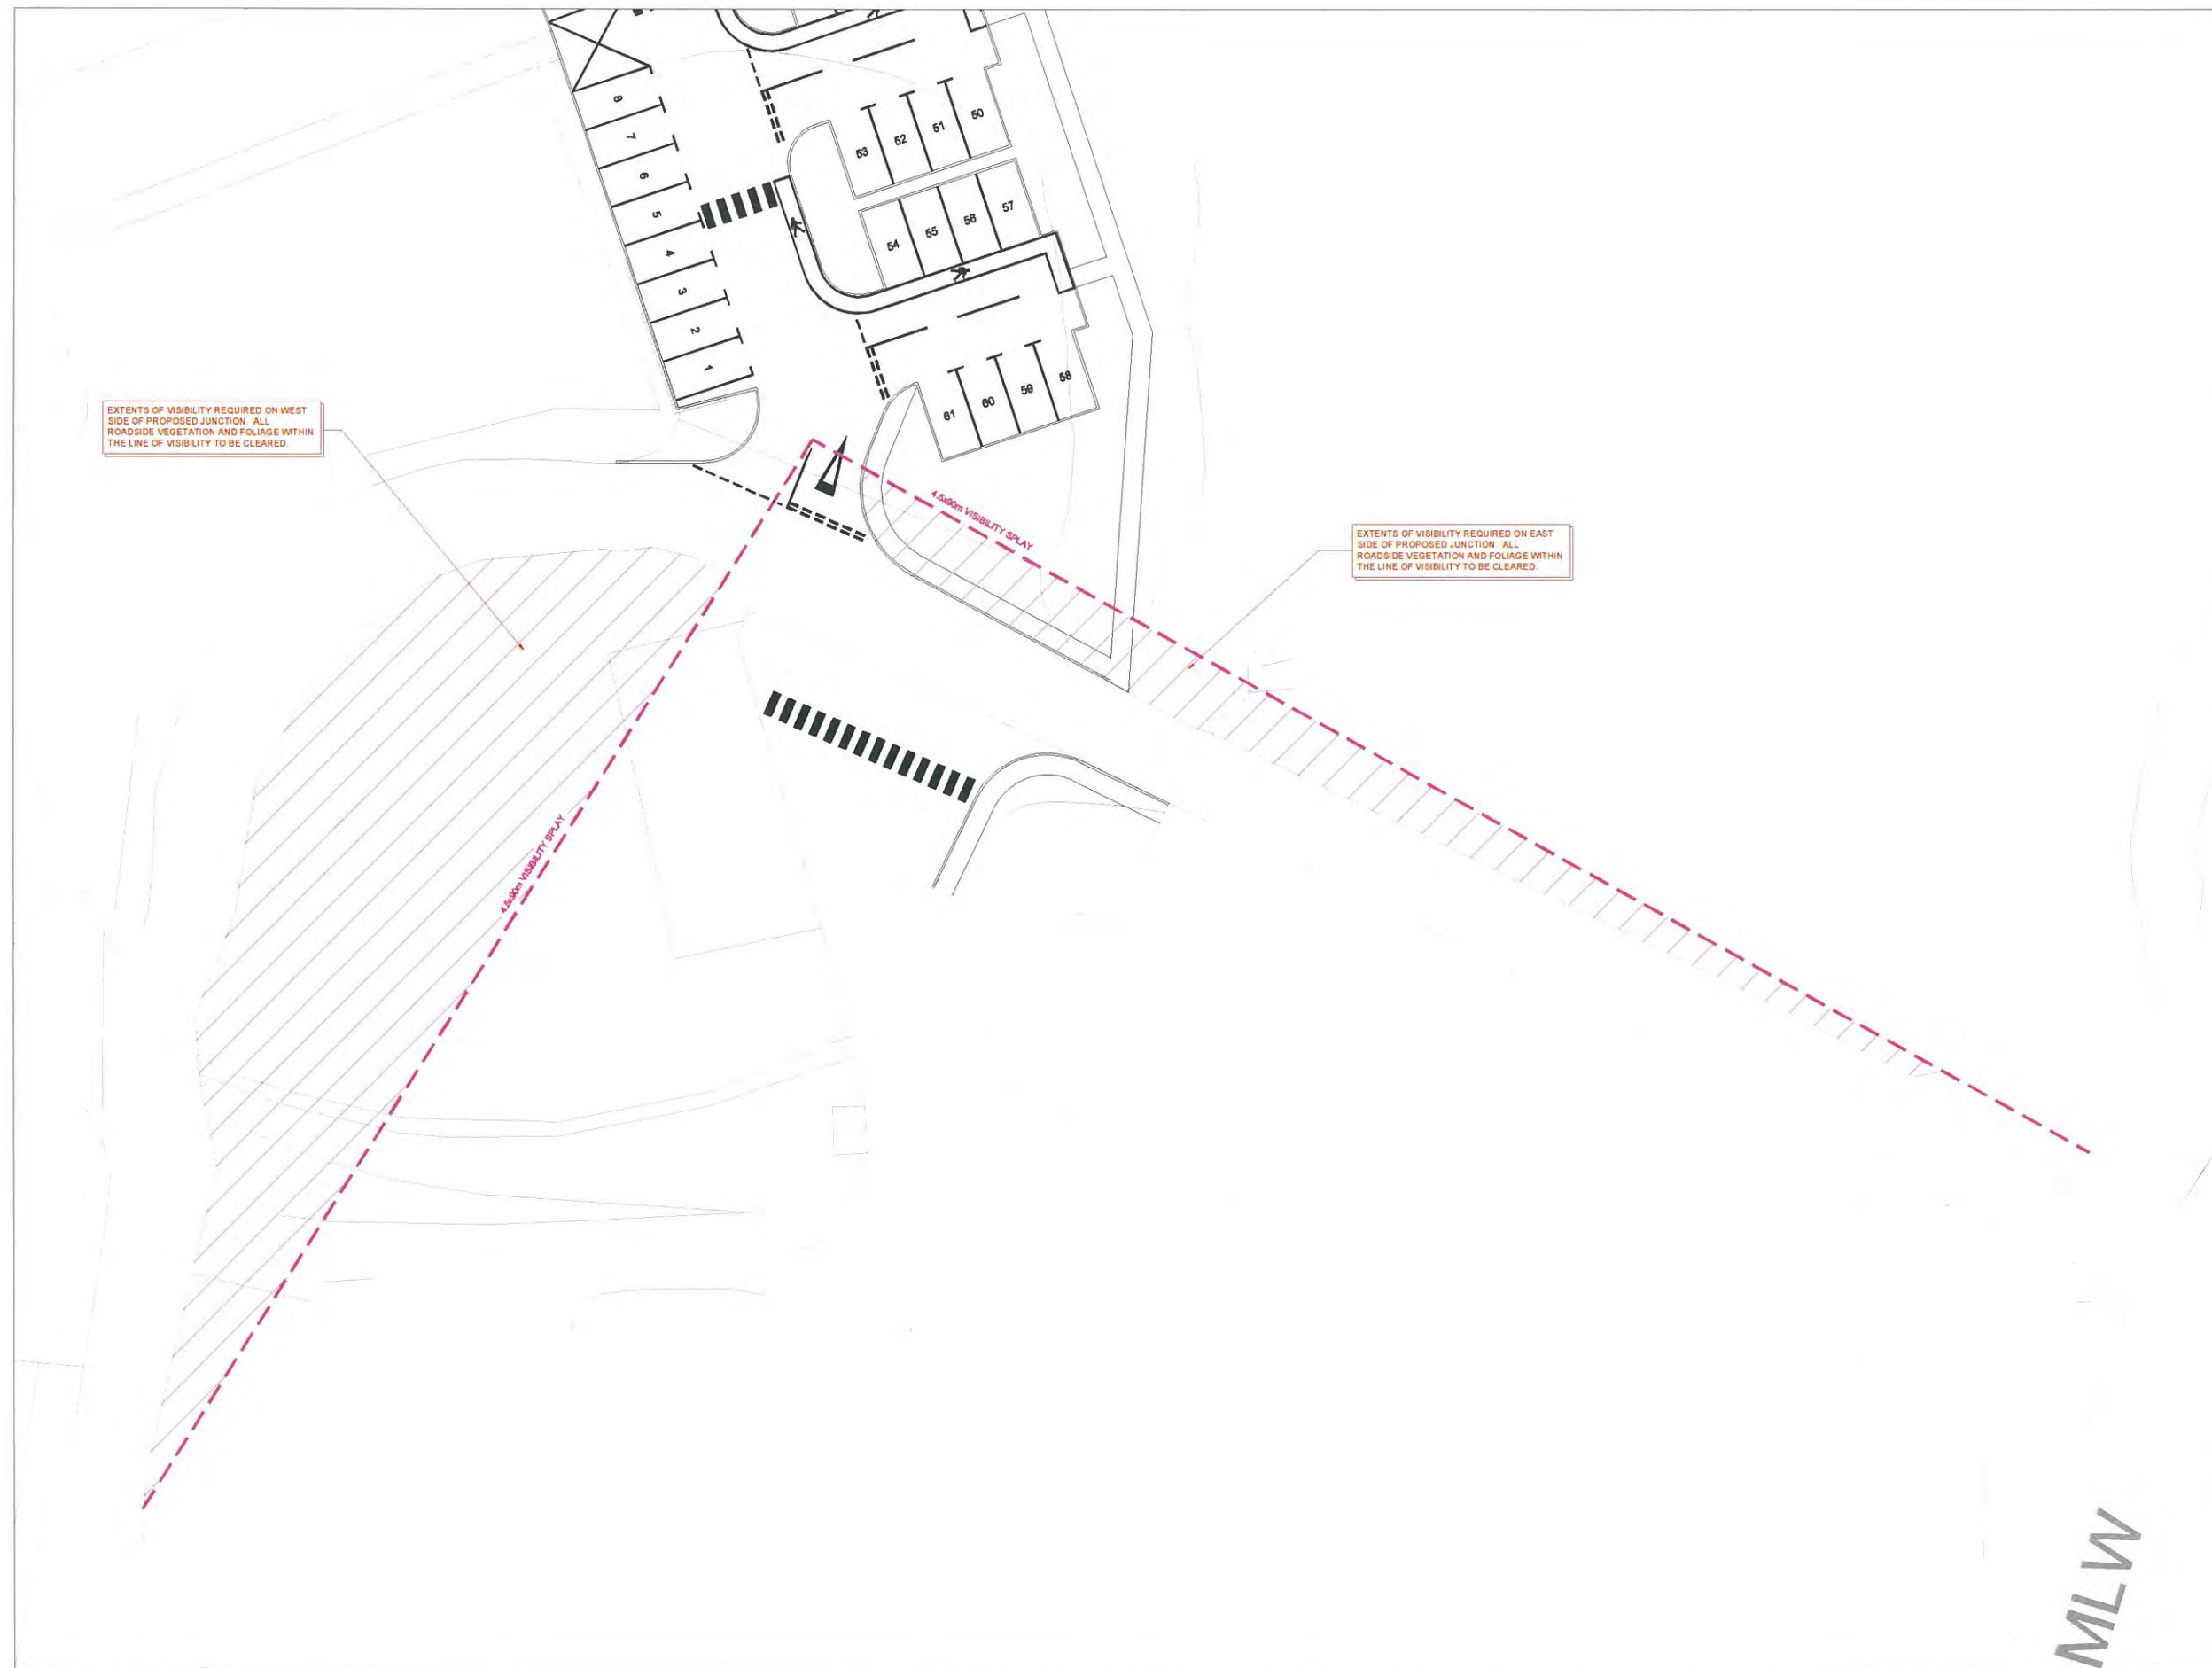 8
7
6
5
4
3
2
1
53
52
51
50
54
55
56
57
61
60
59
58
EXTENTS OF VISIBILITY REQUIRED ON WEST
SIDE OF PROPOSED JUNCTION. ALL
ROADSIDE VEGETATION AND FOLIAGE WITHIN
THE LINE OF VISIBILITY TO BE CLEARED.
4.5x90m VISIBILITY SPLAY
EXTENTS OF VISIBILITY REQUIRED ON EAST
SIDE OF PROPOSED JUNCTION. ALL
ROADSIDE VEGETATION AND FOLIAGE WITHIN
THE LINE OF VISIBILITY TO BE CLEARED.
4.5x90m VISIBILITY SPLAY
MLW